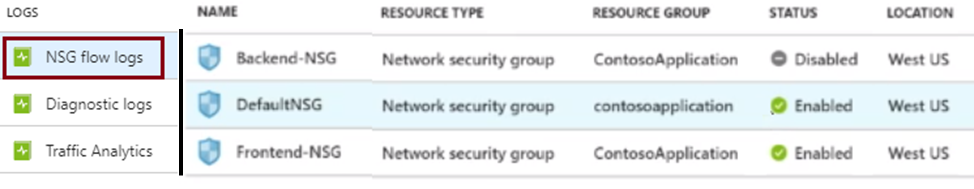 LOGS
NSG flow logs
Diagnostic logs
Traffic Analytics
NAME RESOURCE TYPE RESOURCE GROUP STATUS LOCATION
Backend-NSG Network security group ContosoApplication Disabled West US
DefaultNSG Network security group contosoapplication Enabled West US
Frontend-NSG Network security group ContosoApplication Enabled West US